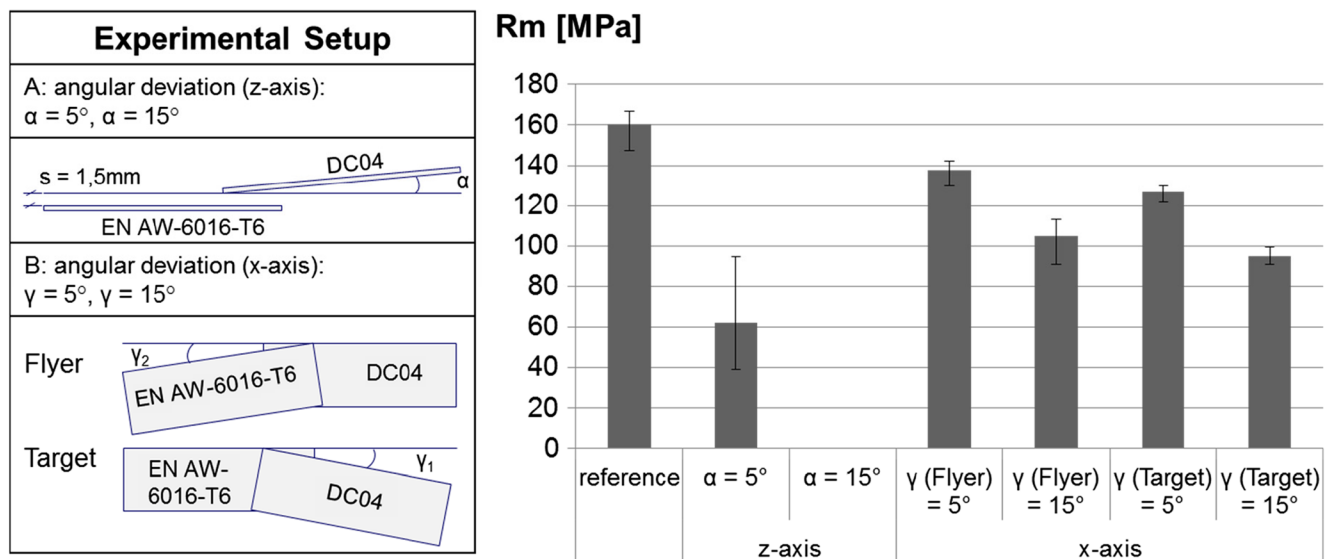 Experimental Setup
A: angular deviation (z-axis):
α = 5°, α = 15°
s = 1,5mm
DC04
α
EN AW-6016-T6
B: angular deviation (x-axis):
γ = 5°, γ = 15°
Flyer
γ₂
EN AW-6016-T6
DC04
Target
EN AW-
6016-T6
γ₁
DC04
Rm [MPa]
180
160
140
120
100
80
60
40
20
0
reference
α = 5°
α = 15°
γ (Flyer)
= 5°
γ (Flyer)
= 15°
γ (Target)
= 5°
γ (Target)
= 15°
z-axis
x-axis